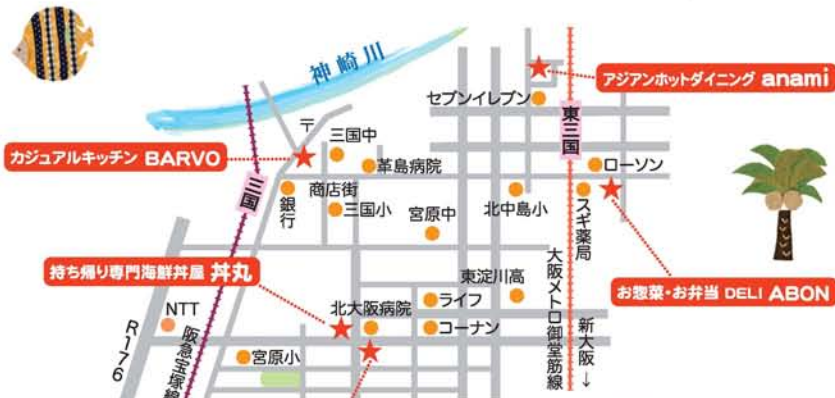 神崎川
アジアンホットダイニング anami
セブンイレブン
東三国
〒
三国中
カジュアルキッチン BARVO
革島病院
ローソン
三国
銀行
商店街
三国小
宮原中
北中島小
スギ薬局
持ち帰り専門海鮮丼屋 丼丸
東淀川高
お惣菜・お弁当 DELI ABON
大阪メトロ御堂筋線
NTT
北大阪病院
ライフ
コーナン
新大阪↓
R176
阪急宝塚線
宮原小